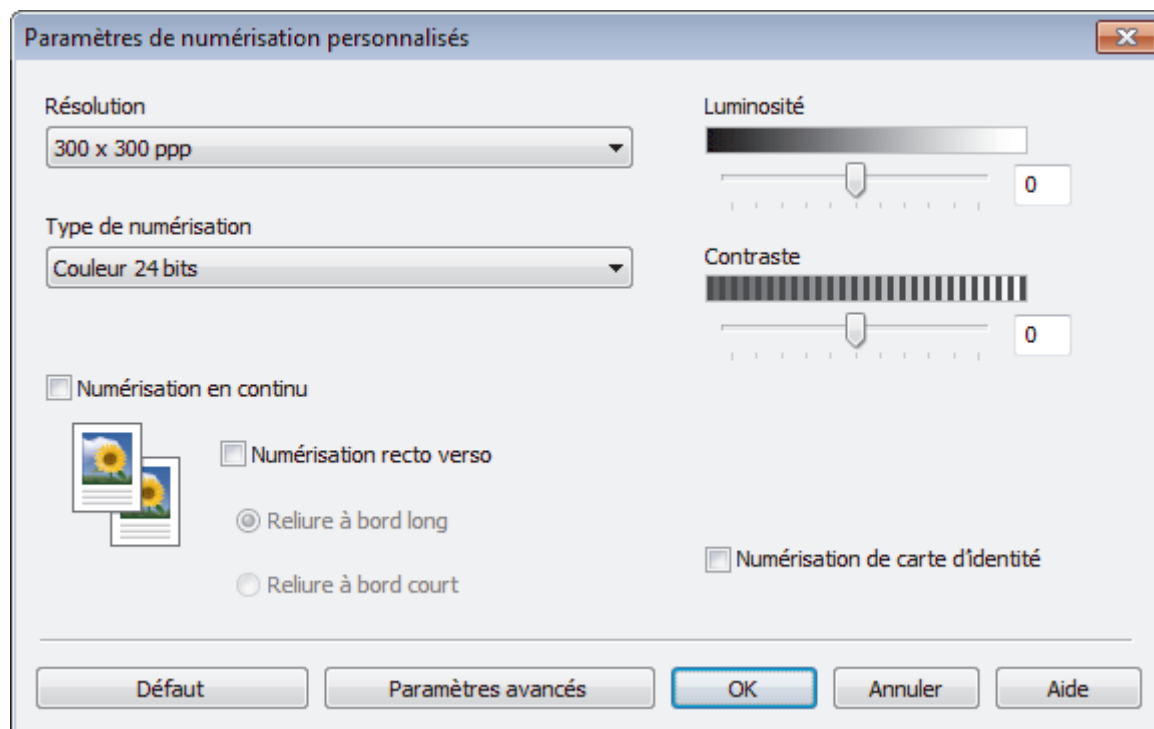 Paramètres de numérisation personnalisés
Résolution
300 x 300 ppp
Type de numérisation
Couleur 24 bits
Luminosité
0
Contraste
0
Numérisation en continu
Numérisation recto verso
Reliure à bord long
Reliure à bord court
Numérisation de carte d'identité
Défaut
Paramètres avancés
OK
Annuler
Aide